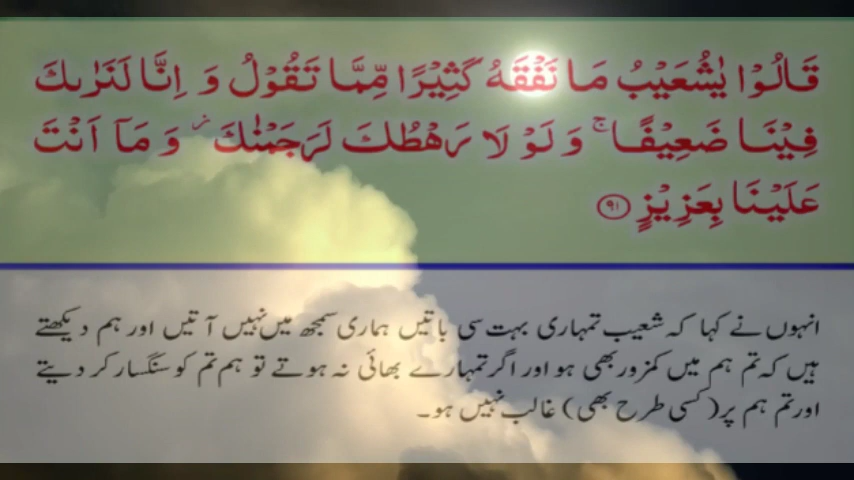 قَالُوْا يٰشُعَيْبُ مَا نَفْقَهُ كَثِيْرًا مِّمَّا تَقُوْلُ وَ اِنَّا لَنَرٰىكَ
فِيْنَا ضَعِيْفًا ۚ وَ لَوْ لَا رَهْطُكَ لَرَجَمْنٰكَ ؗ وَ مَاۤ اَنْتَ
عَلَيْنَا بِعَزِيْزٍ ﴿۹۱﴾
انہوں نے کہا کہ شعیب تمہاری بہت سی باتیں ہماری سمجھ میں نہیں آتیں اور ہم دیکھتے
ہیں کہ تم ہم میں کمزور بھی ہو اور اگر تمہارے بھائی نہ ہوتے تو ہم تم کو سنگسار کر دیتے
اور تم ہم پر (کسی طرح بھی) غالب نہیں ہو۔